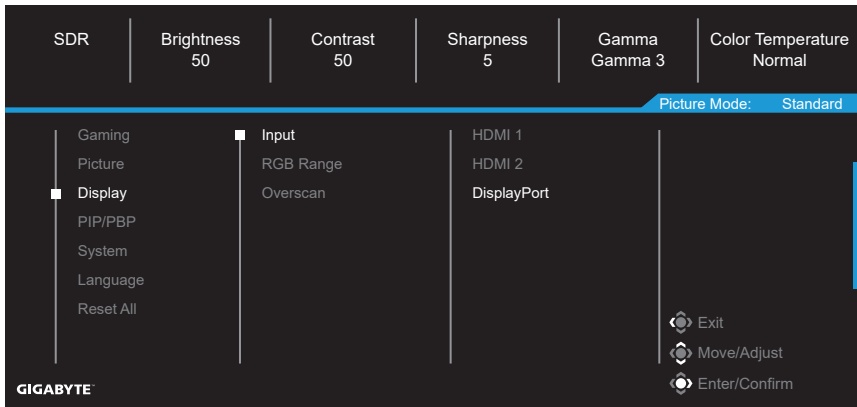 SDR Brightness Contrast Sharpness Gamma Color Temperature
50 50 5 Gamma 3 Normal
Picture Mode: Standard
Gaming Input HDMI 1
Picture RGB Range HDMI 2
Display Overscan DisplayPort
PIP/PBP
System
Language
Reset All
Exit
Move/Adjust
Enter/Confirm
GIGABYTE™